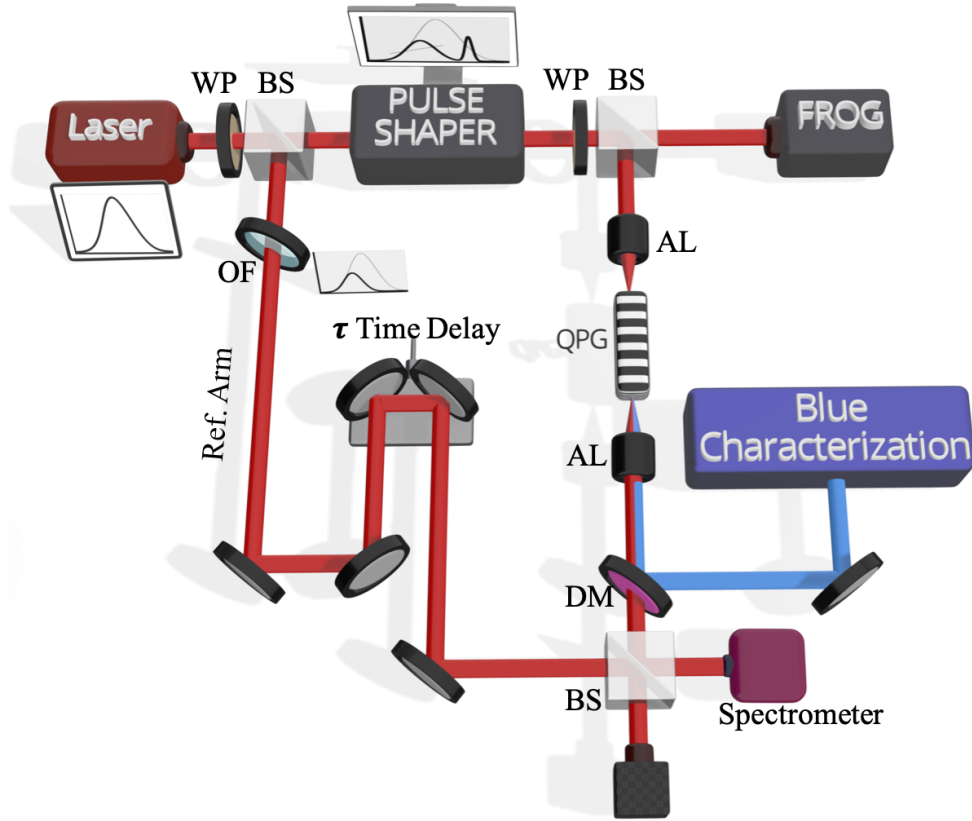 WP BS
WP
BS
Laser
PULSE
SHAPER
FROG
AL
OF
τ Time Delay
QPG
Ref. Arm
Blue
Characterization
AL
DM
BS
Spectrometer